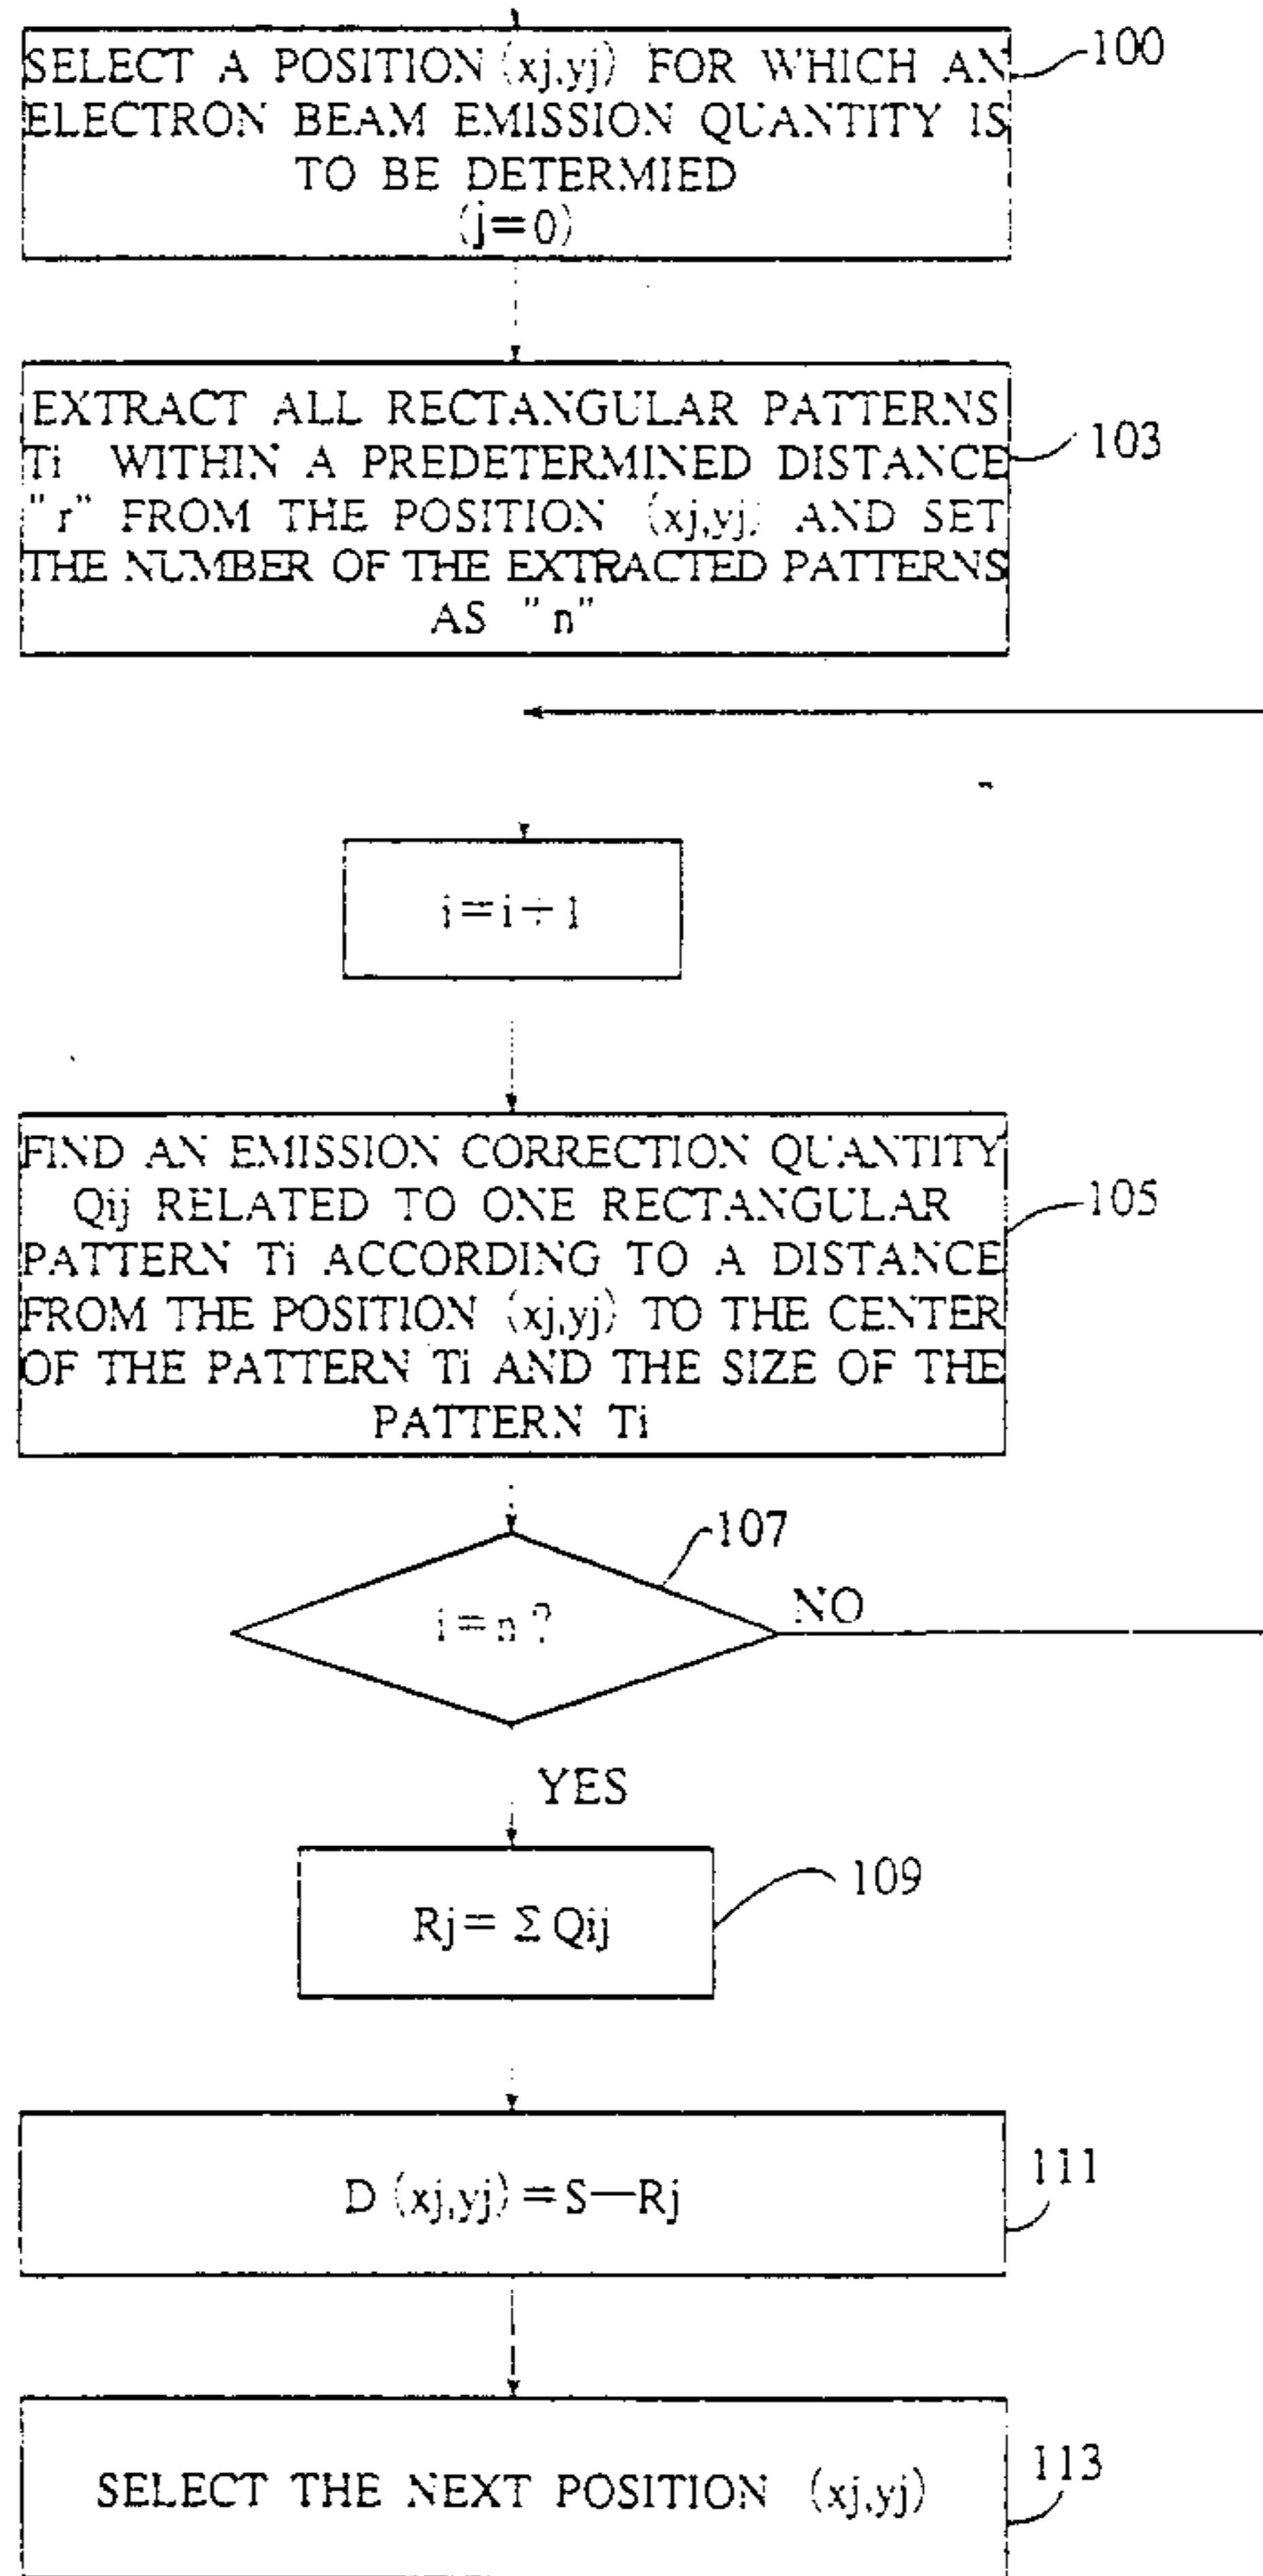 SELECT A POSITION (xj,yj) FOR WHICH AN
ELECTRON BEAM EMISSION QUANTITY IS
TO BE DETERMIED
(j=0)
100
EXTRACT ALL RECTANGULAR PATTERNS
Ti WITHIN A PREDETERMINED DISTANCE
"r" FROM THE POSITION (xj,yj) AND SET
THE NUMBER OF THE EXTRACTED PATTERNS
AS "n"
103
i=i+1
FIND AN EMISSION CORRECTION QUANTITY
Qij RELATED TO ONE RECTANGULAR
PATTERN Ti ACCORDING TO A DISTANCE
FROM THE POSITION (xj,yj) TO THE CENTER
OF THE PATTERN Ti AND THE SIZE OF THE
PATTERN Ti
105
107
i=n?
NO
YES
109
Rj=ΣQij
D(xj,yj)=S—Rj
111
SELECT THE NEXT POSITION (xj,yj)
113